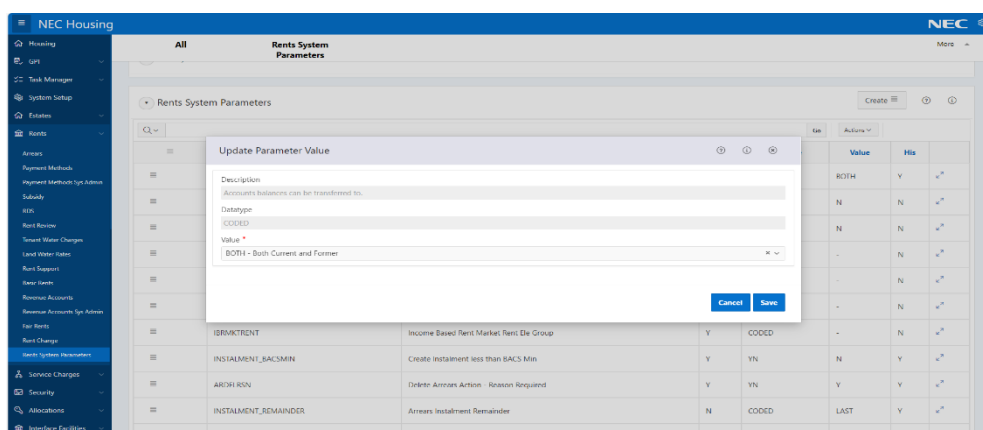 NEC Housing
NEC
Housing
GPI
Task Manager
System Setup
Estates
Rents
Arrears
Payment Methods
Payment Methods Sys Admin
Subsidy
RDS
Rent Review
Tenant Water Charges
Land Water Rates
Rent Support
Basic Rents
Revenue Accounts
Revenue Accounts Sys Admin
Fair Rents
Rent Change
Rents System Parameters
Service Charges
Security
Allocations
Interface Facilities
All
Rents System
Parameters
More
Rents System Parameters
Create
Go
Actions
Value
His
BOTH Y
N N
N N
- N
- N
- N
Update Parameter Value
Description
Accounts balances can be transferred to.
Datatype
CODED
Value *
BOTH - Both Current and Former
Cancel
Save
IBRMKTRENT Income Based Rent Market Rent Ele Group Y CODED - N
INSTALMENT_BACSMIN Create Instalment less than BACS Min Y YN N Y
ARDELRSN Delete Arrears Action - Reason Required Y YN Y Y
INSTALMENT_REMAINDER Arrears Instalment Remainder N CODED LAST Y